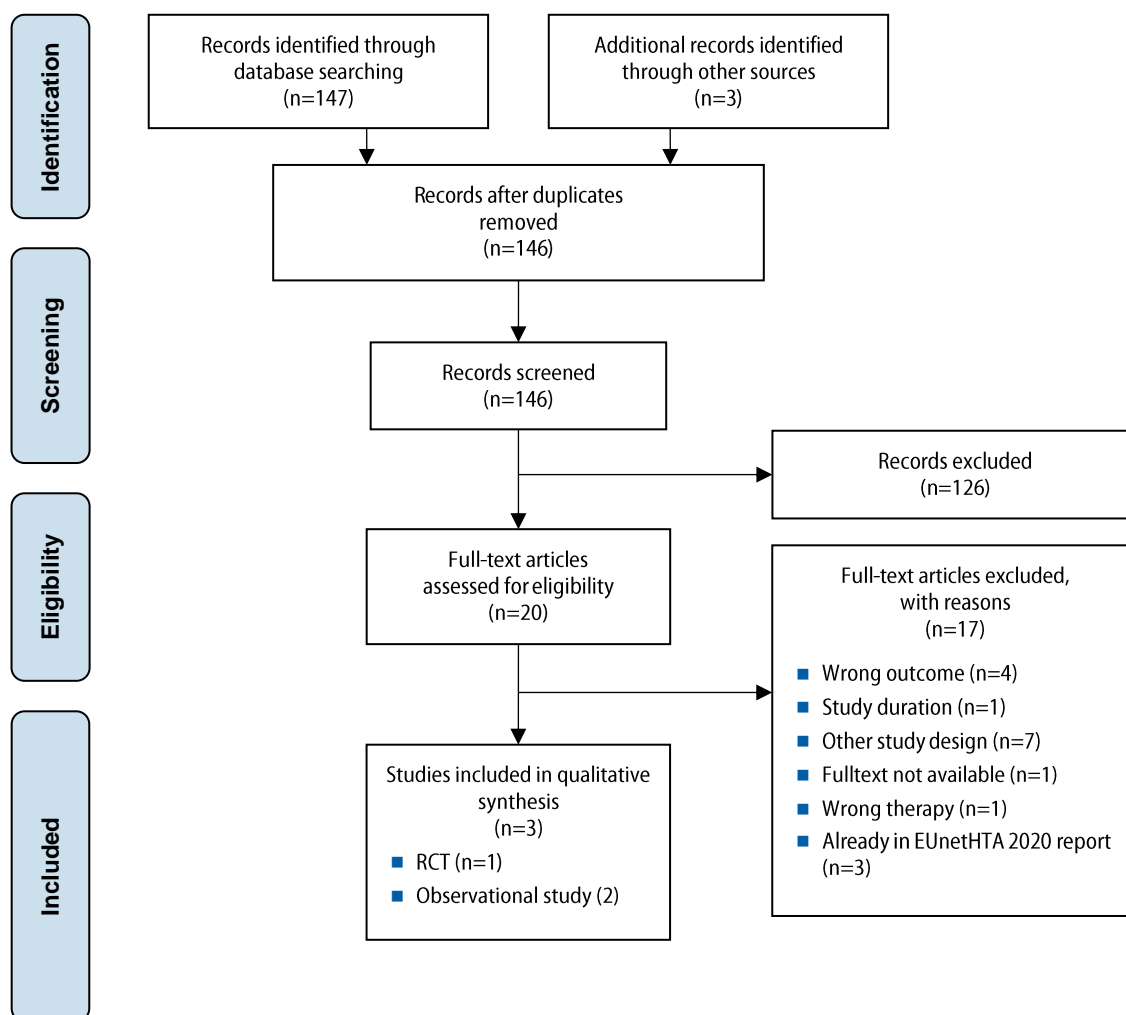 Identification
Records identified through
database searching
(n=147)
Additional records identified
through other sources
(n=3)
Records after duplicates
removed
(n=146)
Screening
Records screened
(n=146)
Records excluded
(n=126)
Eligibility
Full-text articles
assessed for eligibility
(n=20)
Full-text articles excluded,
with reasons
(n=17)
Wrong outcome (n=4)
Study duration (n=1)
Other study design (n=7)
Fulltext not available (n=1)
Wrong therapy (n=1)
Already in EUnetHTA 2020 report
(n=3)
Included
Studies included in qualitative
synthesis
(n=3)
RCT (n=1)
Observational study (2)